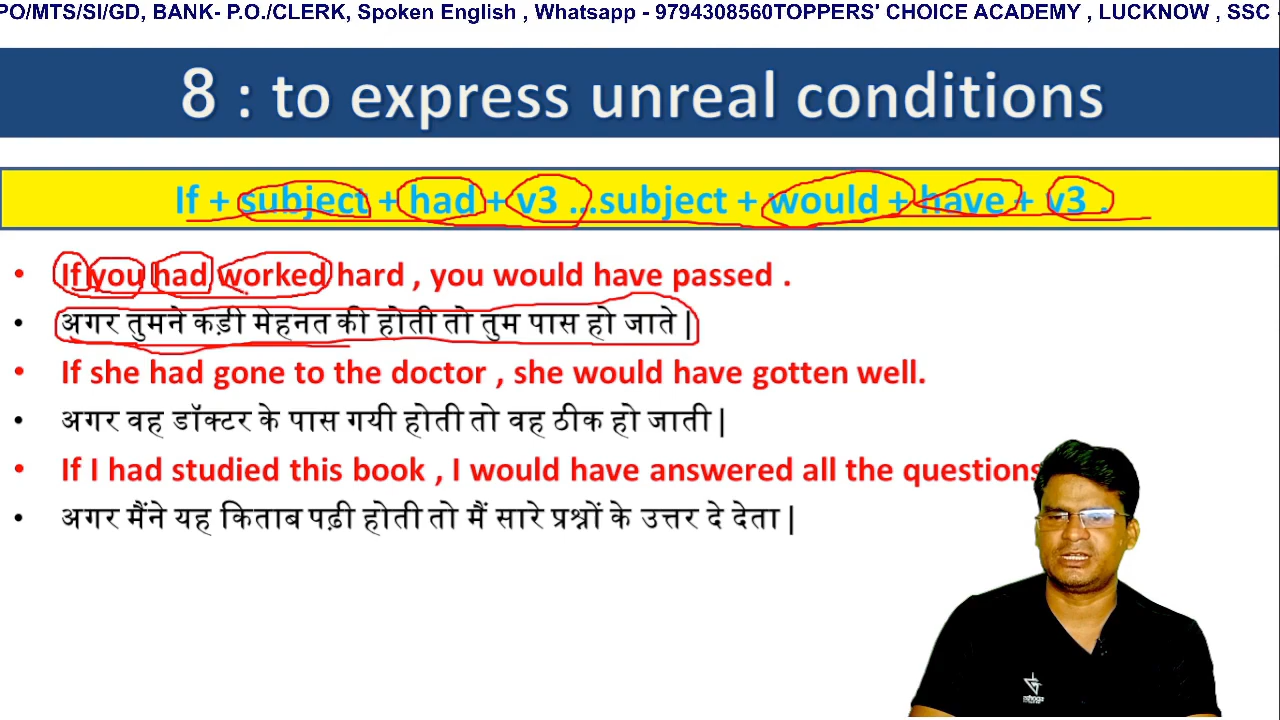 PO/MTS/SI/GD, BANK- P.O./CLERK, Spoken English , Whatsapp - 9794308560TOPPERS' CHOICE ACADEMY , LUCKNOW , SSC -
8 : to express unreal conditions
If + subject + had + v3 ...subject + would + have + v3 .
• If you had worked hard , you would have passed .
• अगर तुमने कड़ी मेहनत की होती तो तुम पास हो जाते |
• If she had gone to the doctor , she would have gotten well.
• अगर वह डॉक्टर के पास गयी होती तो वह ठीक हो जाती |
• If I had studied this book , I would have answered all the questions
• अगर मैंने यह किताब पढ़ी होती तो मैं सारे प्रश्नों के उत्तर दे देता |